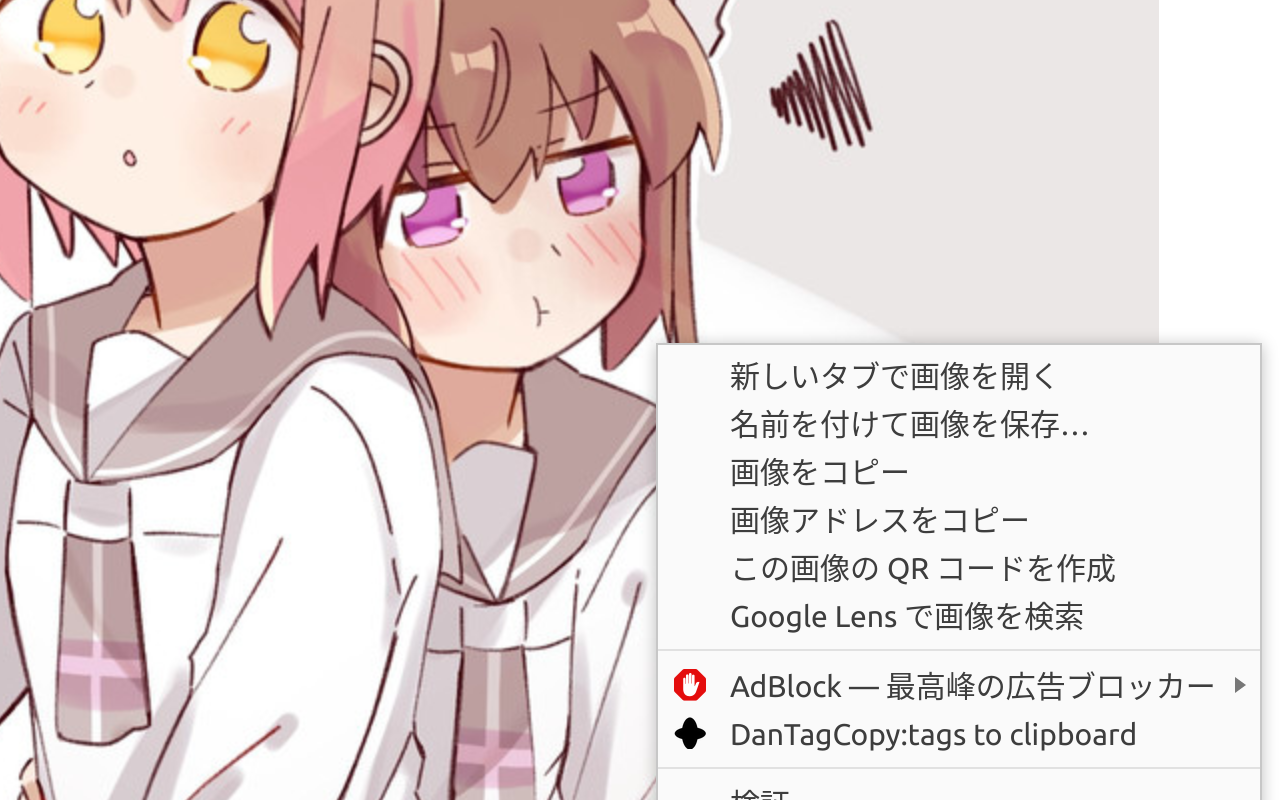 新しいタブで画像を開く
名前を付けて画像を保存…
画像をコピー
画像アドレスをコピー
この画像の QR コードを作成
Google Lens で画像を検索
AdBlock — 最高峰の広告ブロッカー
DanTagCopy:tags to clipboard
検証